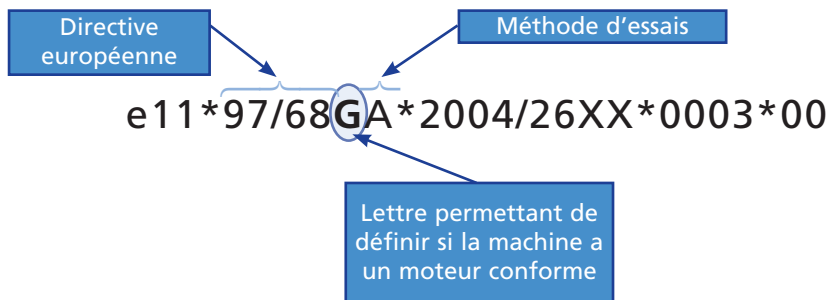 Directive
européenne
Méthode d'essais
e11*97/68GA*2004/26XX*0003*00
Lettre permettant de
définir si la machine a
un moteur conforme